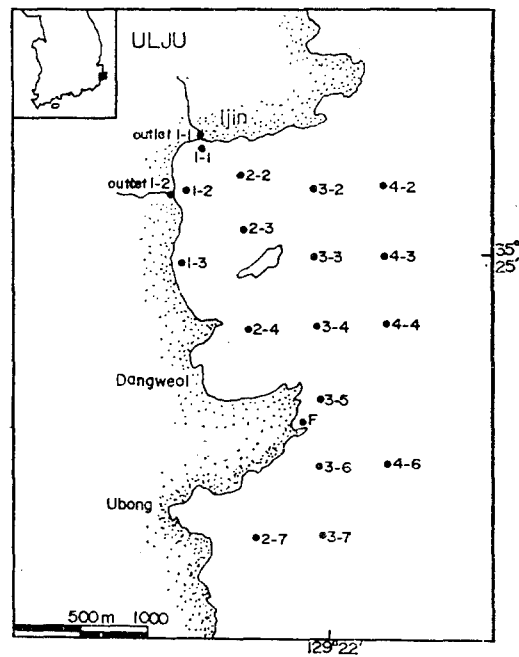 ULJU
Ijin
outlet 1-1
1-1
2-2
outlet 1-2
1-2
3-2
4-2
2-3
35°
25'
1-3
3-3
4-3
2-4
3-4
4-4
Dangweol
3-5
F
3-6
4-6
Ubong
2-7
3-7
500 m 1000
129°22'